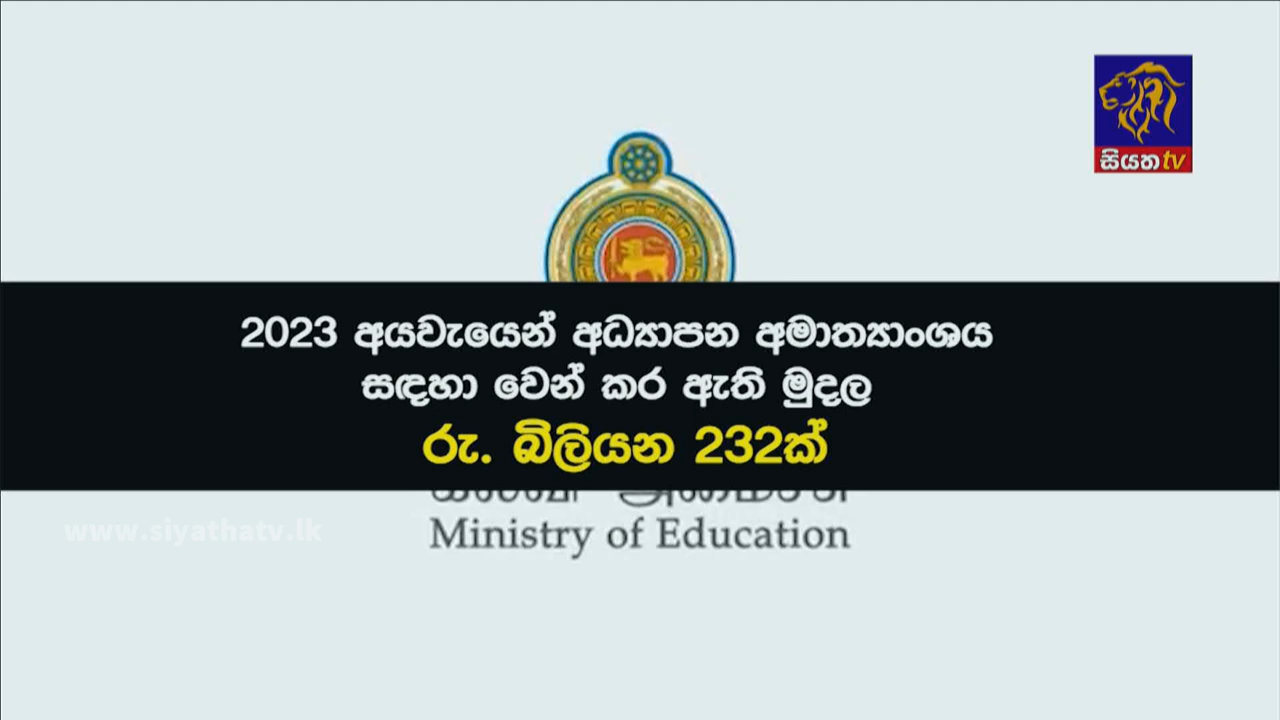 සියත tv
2023 අයවැයෙන් අධ්‍යාපන අමාත්‍යාංශය
සඳහා වෙන් කර ඇති මුදල
රු. බිලියන 232ක්
www.siyathatv.lk
Ministry of Education